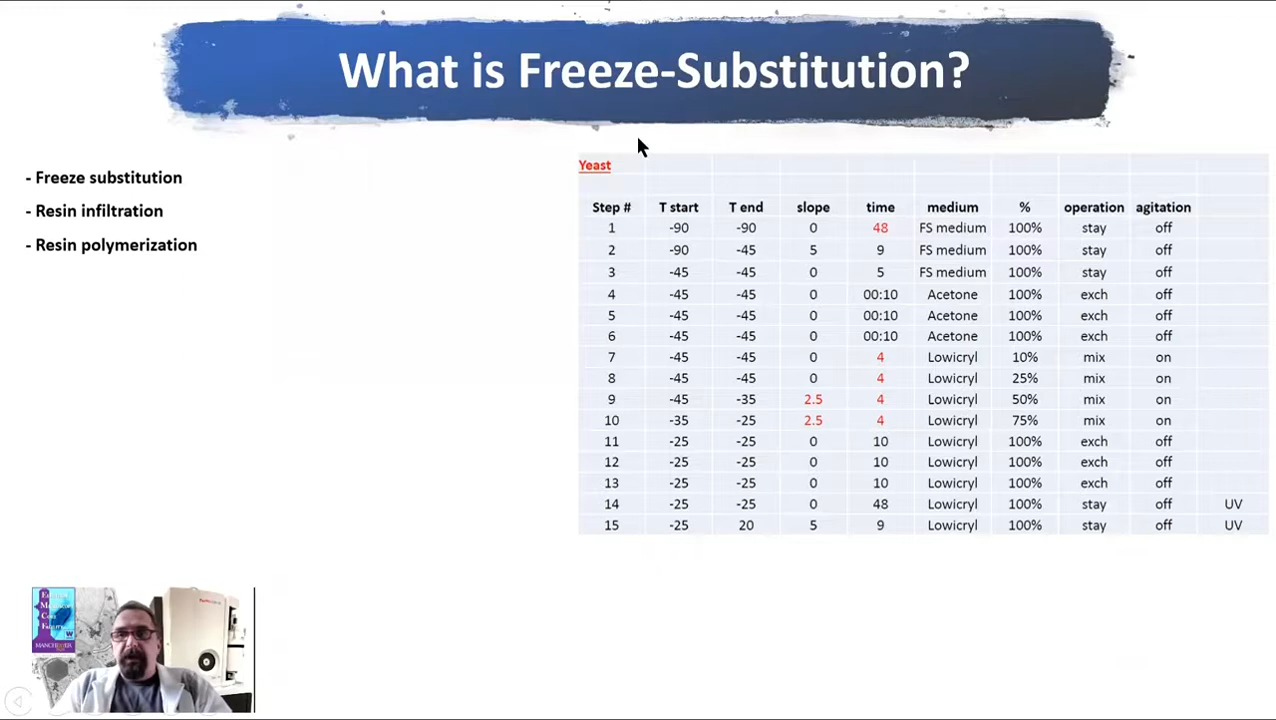 What is Freeze-Substitution?
- Freeze substitution
- Resin infiltration
- Resin polymerization
Yeast
Step # T start T end slope time medium % operation agitation
1 -90 -90 0 48 FS medium 100% stay off
2 -90 -45 5 9 FS medium 100% stay off
3 -45 -45 0 5 FS medium 100% stay off
4 -45 -45 0 00:10 Acetone 100% exch off
5 -45 -45 0 00:10 Acetone 100% exch off
6 -45 -45 0 00:10 Acetone 100% exch off
7 -45 -45 0 4 Lowicryl 10% mix on
8 -45 -45 0 4 Lowicryl 25% mix on
9 -45 -35 2.5 4 Lowicryl 50% mix on
10 -35 -25 2.5 4 Lowicryl 75% mix on
11 -25 -25 0 10 Lowicryl 100% exch off
12 -25 -25 0 10 Lowicryl 100% exch off
13 -25 -25 0 10 Lowicryl 100% exch off
14 -25 -25 0 48 Lowicryl 100% stay off UV
15 -25 20 5 9 Lowicryl 100% stay off UV